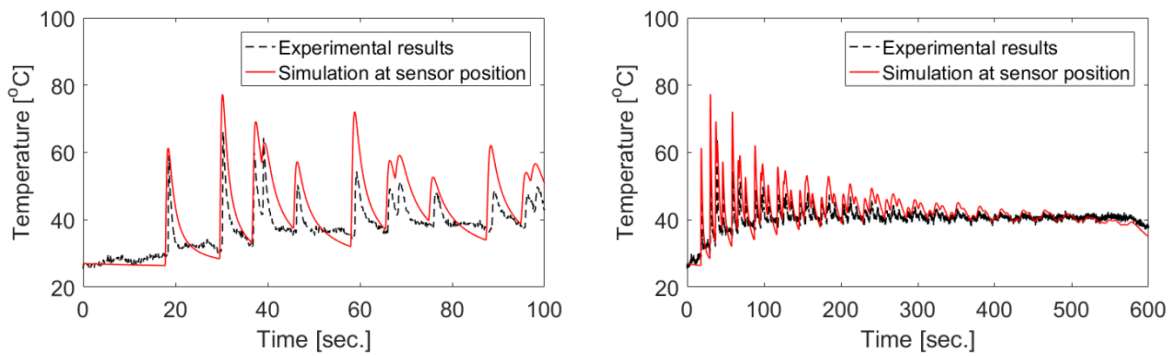 100
80
60
40
20
0
20
40
60
80
100
Temperature [°C]
Time [sec.]
Experimental results
Simulation at sensor position
100
80
60
40
20
0
100
200
300
400
500
600
Temperature [°C]
Time [sec.]
Experimental results
Simulation at sensor position